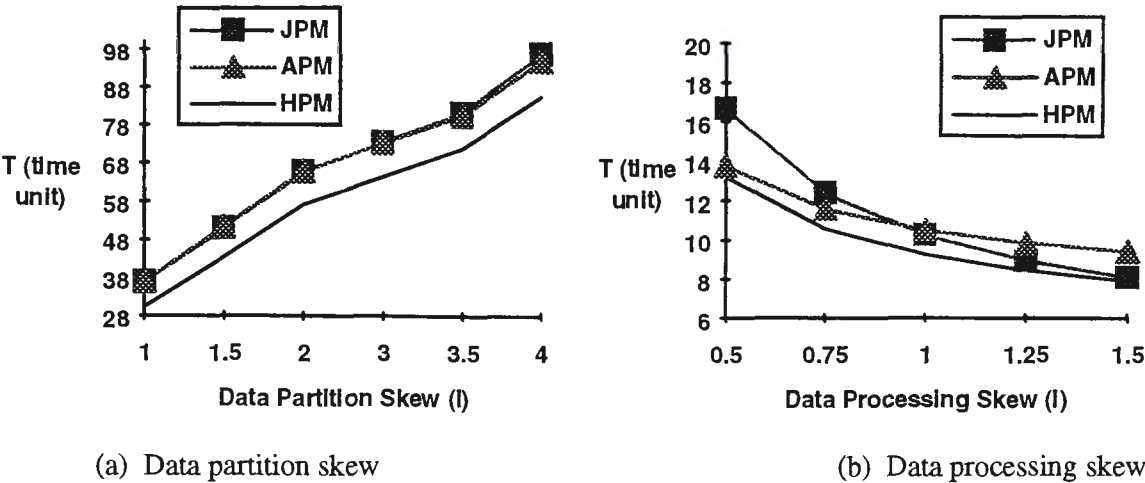 JPM
APM
HPM
98
88
78
68
58
48
38
28
T (time
unit)
1 1.5 2 3 3.5 4
Data Partition Skew (l)
(a) Data partition skew
JPM
APM
HPM
20
18
16
14
12
10
8
6
T (time
unit)
0.5 0.75 1 1.25 1.5
Data Processing Skew (l)
(b) Data processing skew